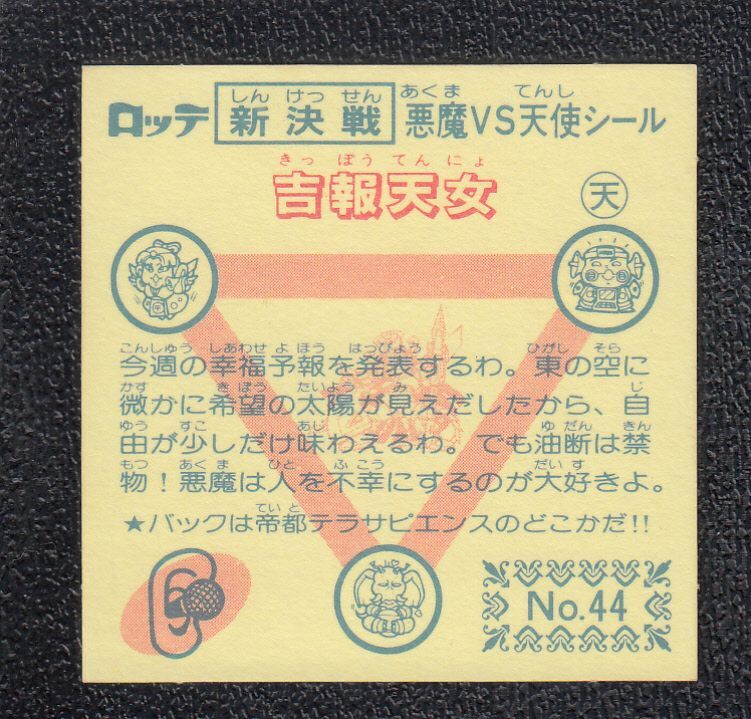 しん けっ せん あくま てんし
ロッテ 新決戦 悪魔VS天使シール
きっ ぽう てん にょ
吉報天女
天
こんしゅう しあわせ よ ほう はっぴょう ひがし そら
今週の幸福予報を発表するわ。東の空に
かす き ぼう たいよう み じ
微かに希望の太陽が見えだしたから、自
ゆう すこ あじ ゆ だん きん
由が少しだけ味わえるわ。でも油断は禁
もつ あく ま ひと ふ こう だい す
物！悪魔は人を不幸にするのが大好きよ。
てい と
★バックは帝都テラサピエンスのどこかだ!!
No.44